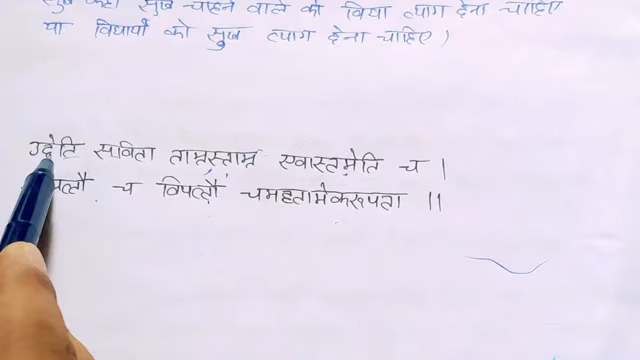 सुख कहाँ सुख चाहने वाले को विद्या त्याग देना चाहिए
या विद्यार्थी को सुख त्याग देना चाहिए)
उद्वेति सविता ताम्रस्ताम्र एवास्तमेति च ।
च विपत्तौ चमहतामेकरूपता ॥